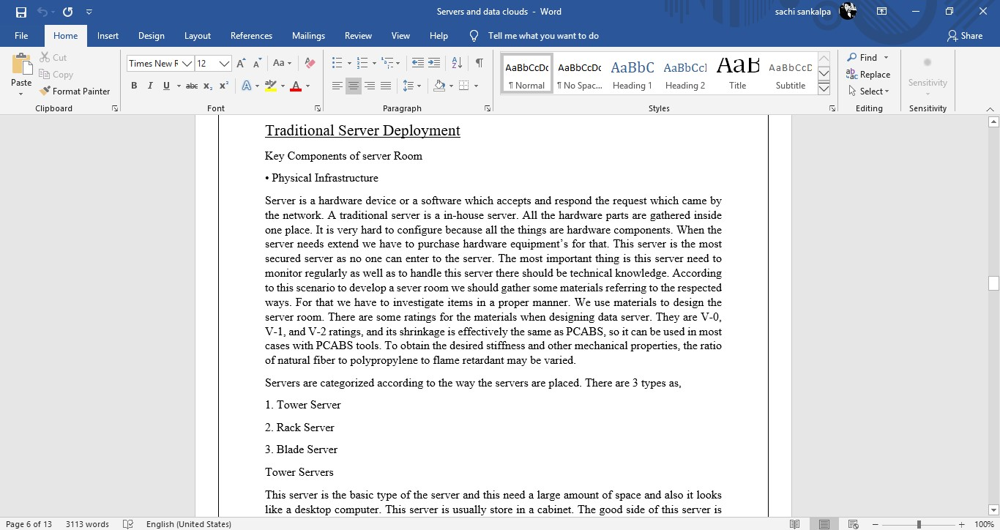 Servers and data clouds - Word
sachi sankalpa
File Home Insert Design Layout References Mailings Review View Help Tell me what you want to do Share
Paste
Cut
Copy
Format Painter
Clipboard
Times New R 12
Aa
B I U abc x₂ x²
A ab A
Font
Paragraph
AaBbCcDc AaBbCcDc AaBbC AaBbCcI AaB AaBbCcD
¶ Normal ¶ No Spac... Heading 1 Heading 2 Title Subtitle
Styles
Find
Replace
Select
Editing
Sensitivity
Sensitivity
Traditional Server Deployment
Key Components of server Room
• Physical Infrastructure
Server is a hardware device or a software which accepts and respond the request which came by
the network. A traditional server is a in-house server. All the hardware parts are gathered inside
one place. It is very hard to configure because all the things are hardware components. When the
server needs extend we have to purchase hardware equipment's for that. This server is the most
secured server as no one can enter to the server. The most important thing is this server need to
monitor regularly as well as to handle this server there should be technical knowledge. According
to this scenario to develop a sever room we should gather some materials referring to the respected
ways. For that we have to investigate items in a proper manner. We use materials to design the
server room. There are some ratings for the materials when designing data server. They are V-0,
V-1, and V-2 ratings, and its shrinkage is effectively the same as PCABS, so it can be used in most
cases with PCABS tools. To obtain the desired stiffness and other mechanical properties, the ratio
of natural fiber to polypropylene to flame retardant may be varied.
Servers are categorized according to the way the servers are placed. There are 3 types as,
1. Tower Server
2. Rack Server
3. Blade Server
Tower Servers
This server is the basic type of the server and this need a large amount of space and also it looks
like a desktop computer. This server is usually store in a cabinet. The good side of this server is
Page 6 of 13 3113 words English (United States) 100%